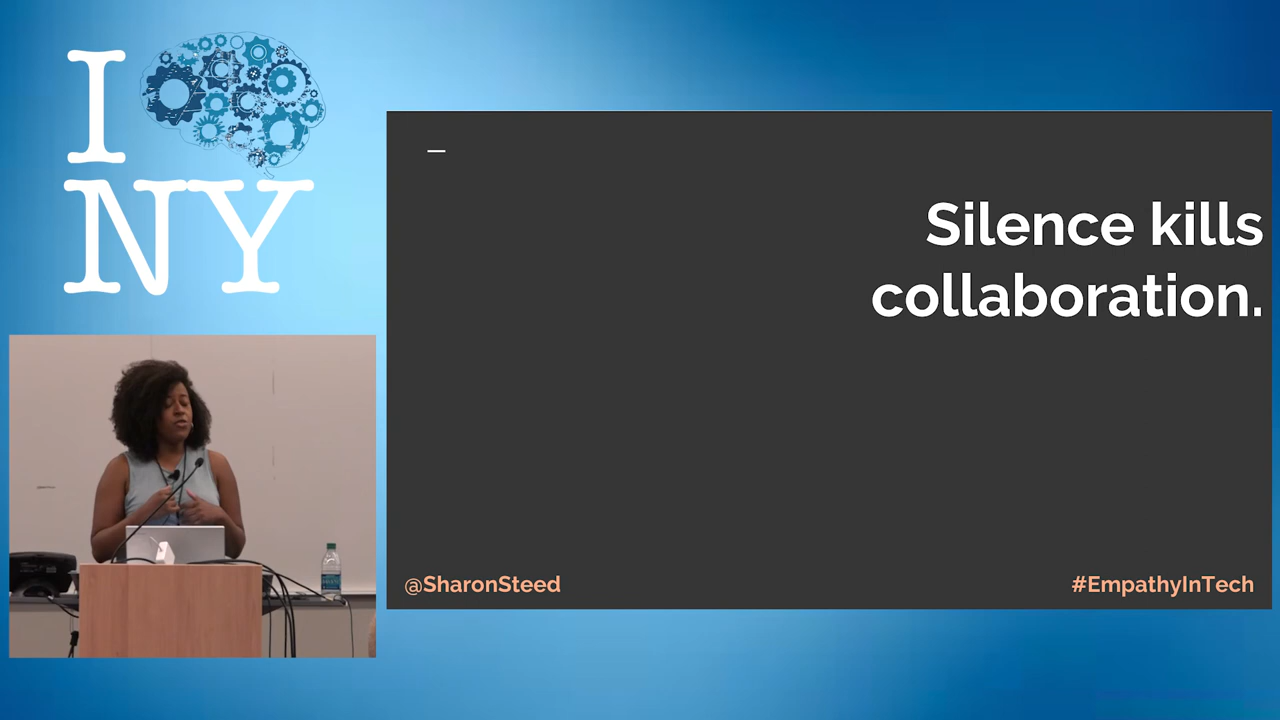 I
NY
Silence kills
collaboration.
@SharonSteed
#EmpathyInTech